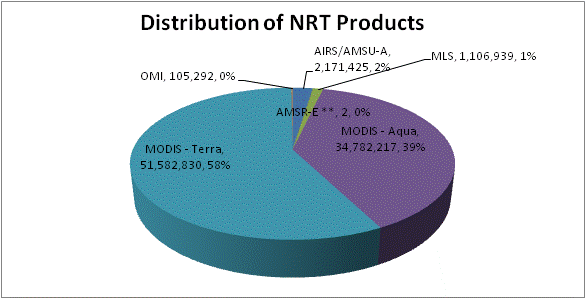 Distribution of NRT Products
AIRS/AMSU-A,
2,171,425, 2%
MLS, 1,106,939, 1%
OMI, 105,292, 0%
AMSR-E **, 2, 0%
MODIS - Aqua,
34,782,217, 39%
MODIS - Terra,
51,582,830, 58%